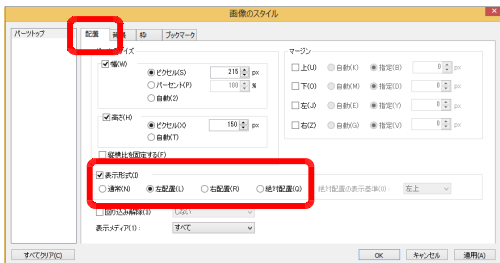 画像のスタイル
パーツトップ
配置
枠
ブックマーク
イズ
マージン
幅(W)
ピクセル(S)
215
px
パーセント(P)
100
%
自動(2)
高さ(H)
ピクセル(X)
150
px
自動(T)
縦横比を固定する(F)
上(U)
自動(K)
指定(B)
0
px
下(O)
自動(M)
指定(D)
0
px
左(J)
自動(E)
指定(Y)
0
px
右(Z)
自動(G)
指定(V)
0
px
表示形式(I)
通常(N)
左配置(L)
右配置(R)
絶対配置(Q)
絶対配置の表示基準(0):
左上
回り込み解除(3)
しない
表示メディア(1):
すべて
すべてクリア(C)
OK
キャンセル
適用(A)